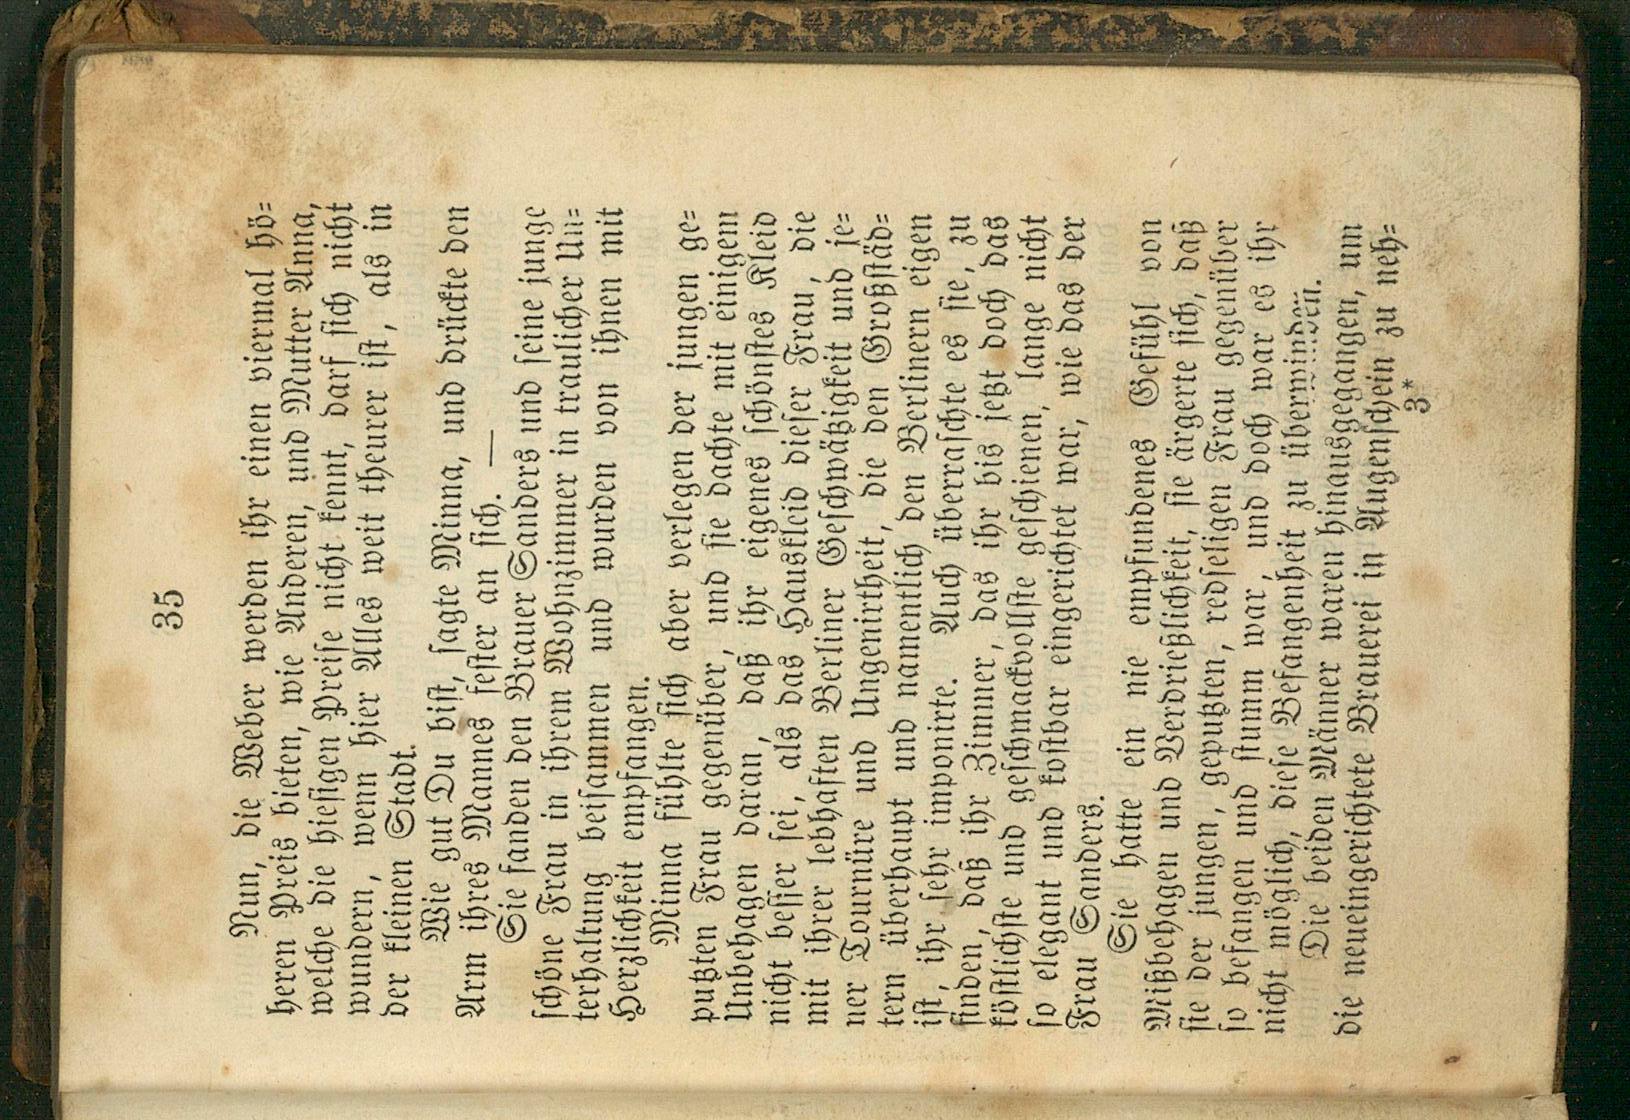 35
Nun, die Weber werden ihr einen viermal hö=
heren Preis bieten, wie Anderen, und Mutter Anna,
welche die hiesigen Preise nicht kennt, darf sich nicht
wundern, wenn hier Alles weit theurer ist, als in
der kleinen Stadt.
Wie gut Du bist, sagte Minna, und drückte den
Arm ihres Mannes fester an sich. —
Sie fanden den Brauer Sanders und seine junge
schöne Frau in ihrem Wohnzimmer in traulicher Un=
terhaltung beisammen und wurden von ihnen mit
Herzlichkeit empfangen.
Minna fühlte sich aber verlegen der jungen ge=
putzten Frau gegenüber, und sie dachte mit einigem
Unbehagen daran, daß ihr eigenes schönstes Kleid
nicht besser sei, als das Hauskleid dieser Frau, die
mit ihrer lebhaften Berliner Geschwätzigkeit und je=
ner Tournüre und Ungenirtheit, die den Großstäd=
tern überhaupt und namentlich den Berlinern eigen
ist, ihr sehr imponirte. Auch überraschte es sie, zu
finden, daß ihr Zimmer, das ihr bis jetzt doch das
köstlichste und geschmackvollste geschienen, lange nicht
so elegant und kostbar eingerichtet war, wie das der
Frau Sanders.
Sie hatte ein nie empfundenes Gefühl von
Mißbehagen und Verdrießlichkeit, sie ärgerte sich, daß
sie der jungen, geputzten, redseligen Frau gegenüber
so befangen und stumm war, und doch war es ihr
nicht möglich, diese Befangenheit zu überwinden.
Die beiden Männer waren hinausgegangen, um
die neueingerichtete Brauerei in Augenschein zu neh=
3*